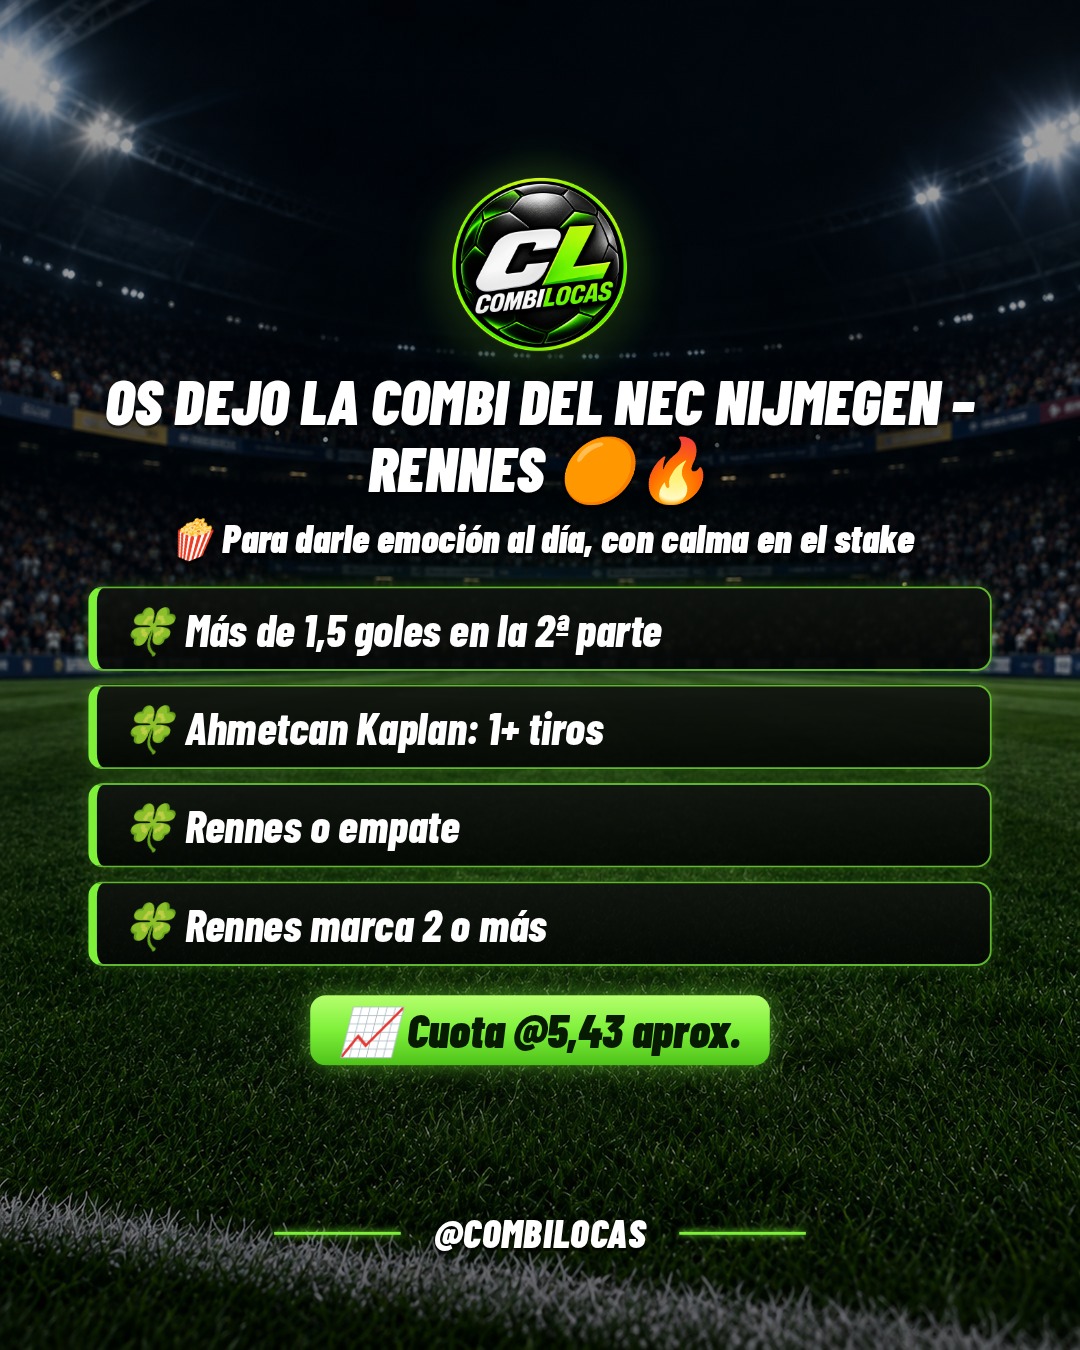 CL
COMBILOCAS
OS DEJO LA COMBI DEL NEC NIJMEGEN -
RENNES 🟠🔥
🍿 Para darle emoción al día, con calma en el stake
🍀 Más de 1,5 goles en la 2ª parte
🍀 Ahmetcan Kaplan: 1+ tiros
🍀 Rennes o empate
🍀 Rennes marca 2 o más
📈 Cuota @5,43 aprox.
@COMBILOCAS